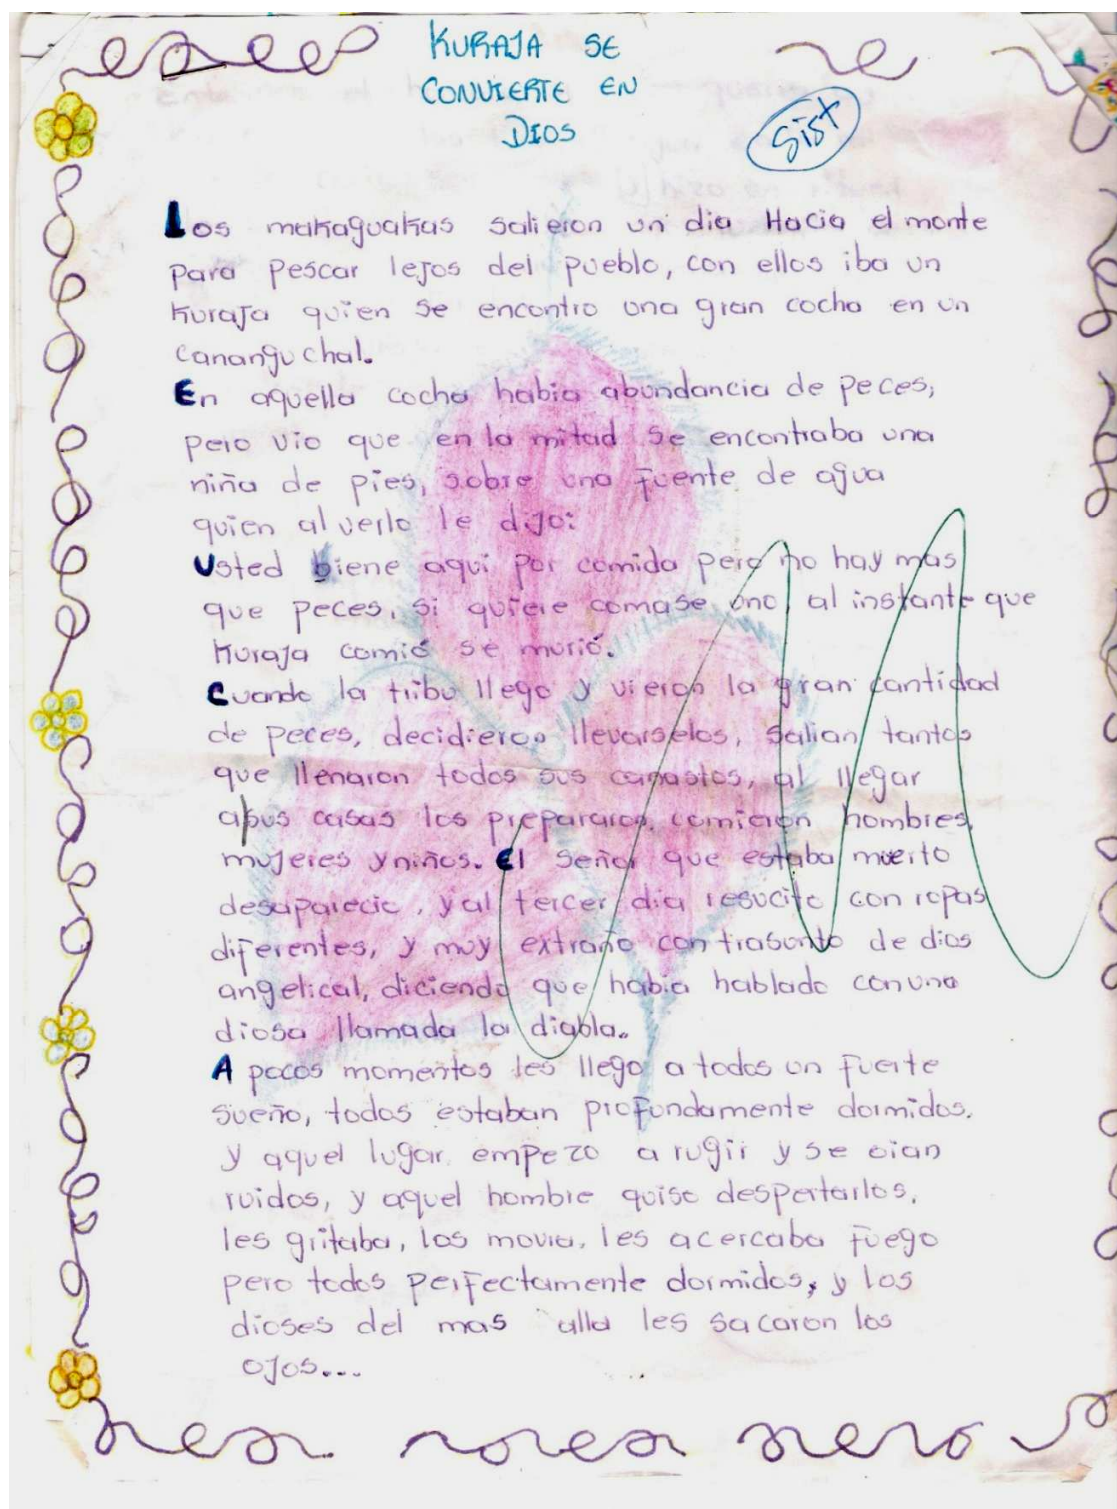 KURAJA SE
CONVIERTE EN
DIOS
Sist
Los makaguakas salieron un dia Hacia el monte
para pescar lejos del pueblo, con ellos iba un
kuraja quien se encontro una gran cocha en un
cananguchal.
En aquella cocha habia abundancia de peces,
pero vio que en la mitad se encontraba una
niña de pies, sobre una fuente de agua
quien al verlo le dijo:
Usted biene aqui por comida pero no hay mas
que peces, si quiere comase uno, al instante que
kuraja comió se murió.
Cuando la tribu llego y vieron la gran cantidad
de peces, decidieron llevarselos, salian tantos
que llenaron todos sus canastos, al llegar
a sus casas los prepararon, comieron hombres,
mujeres y niños. El señor que estaba muerto
desaparecio, y al tercer dia resucito con ropas
diferentes, y muy extraño con trasunto de dios
angelical, diciendo que habia hablado con una
diosa llamada la diabla.
A pocos momentos les llego a todos un fuerte
sueño, todos estaban profundamente dormidos.
y aquel lugar empezo a rugir y se oian
ruidos, y aquel hombre quiso despertarlos,
les gritaba, los movia, les acercaba fuego
pero todos perfectamente dormidos, y los
dioses del mas alla les sacaron los
ojos...